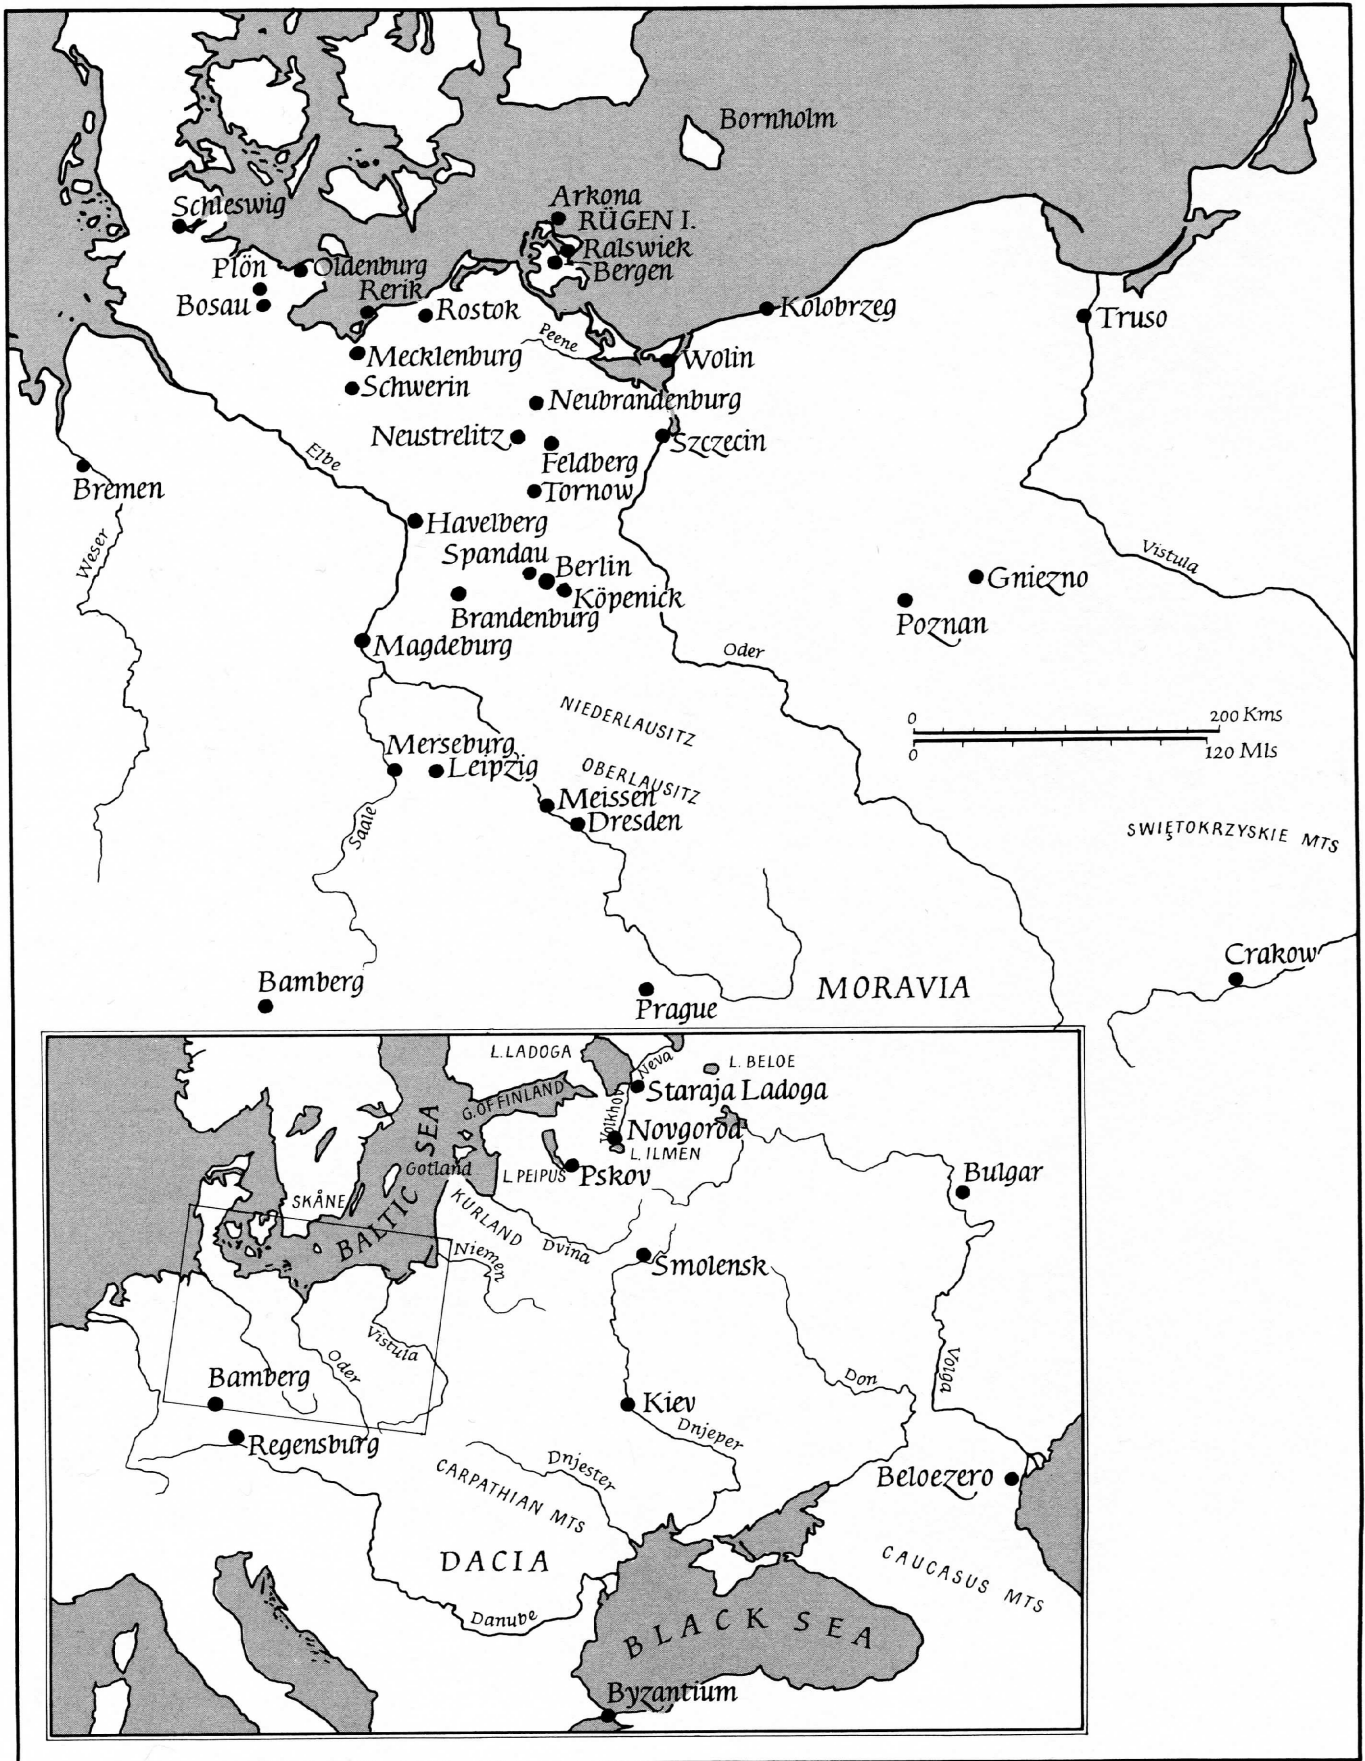 Bornholm
Arkona
RÜGEN I.
Schleswig
Ralswiek
Bergen
Plön
Oldenburg
Rerik
Bosau
Rostok
Kolobrzeg
Truso
Peene
Mecklenburg
Wolin
Schwerin
Neubrandenburg
Neustrelitz
Szczecin
Elbe
Feldberg
Bremen
Tornow
Havelberg
Weser
Spandau
Berlin
Vistula
Gniezno
Köpenick
Brandenburg
Poznan
Magdeburg
Oder
NIEDERLAUSITZ
0 200 Kms
0 120 Mls
Merseburg
Leipzig
OBERLAUSITZ
Meissen
Dresden
Saale
SWIĘTOKRZYSKIE MTS
Crakow
Bamberg
MORAVIA
Prague
L. LADOGA
Neva
L. BELOE
Staraja Ladoga
G. OF FINLAND
Volkhov
Novgorod
L. ILMEN
BALTIC SEA
Gotland
L. PEIPUS
Pskov
Bulgar
SKÅNE
KURLAND
Dvina
Niemen
Smolensk
Vistula
Oder
Volga
Don
Bamberg
Kiev
Dnjeper
Regensburg
Dnjester
CARPATHIAN MTS
Beloezero
DACIA
CAUCASUS MTS
Danube
BLACK SEA
Byzantium